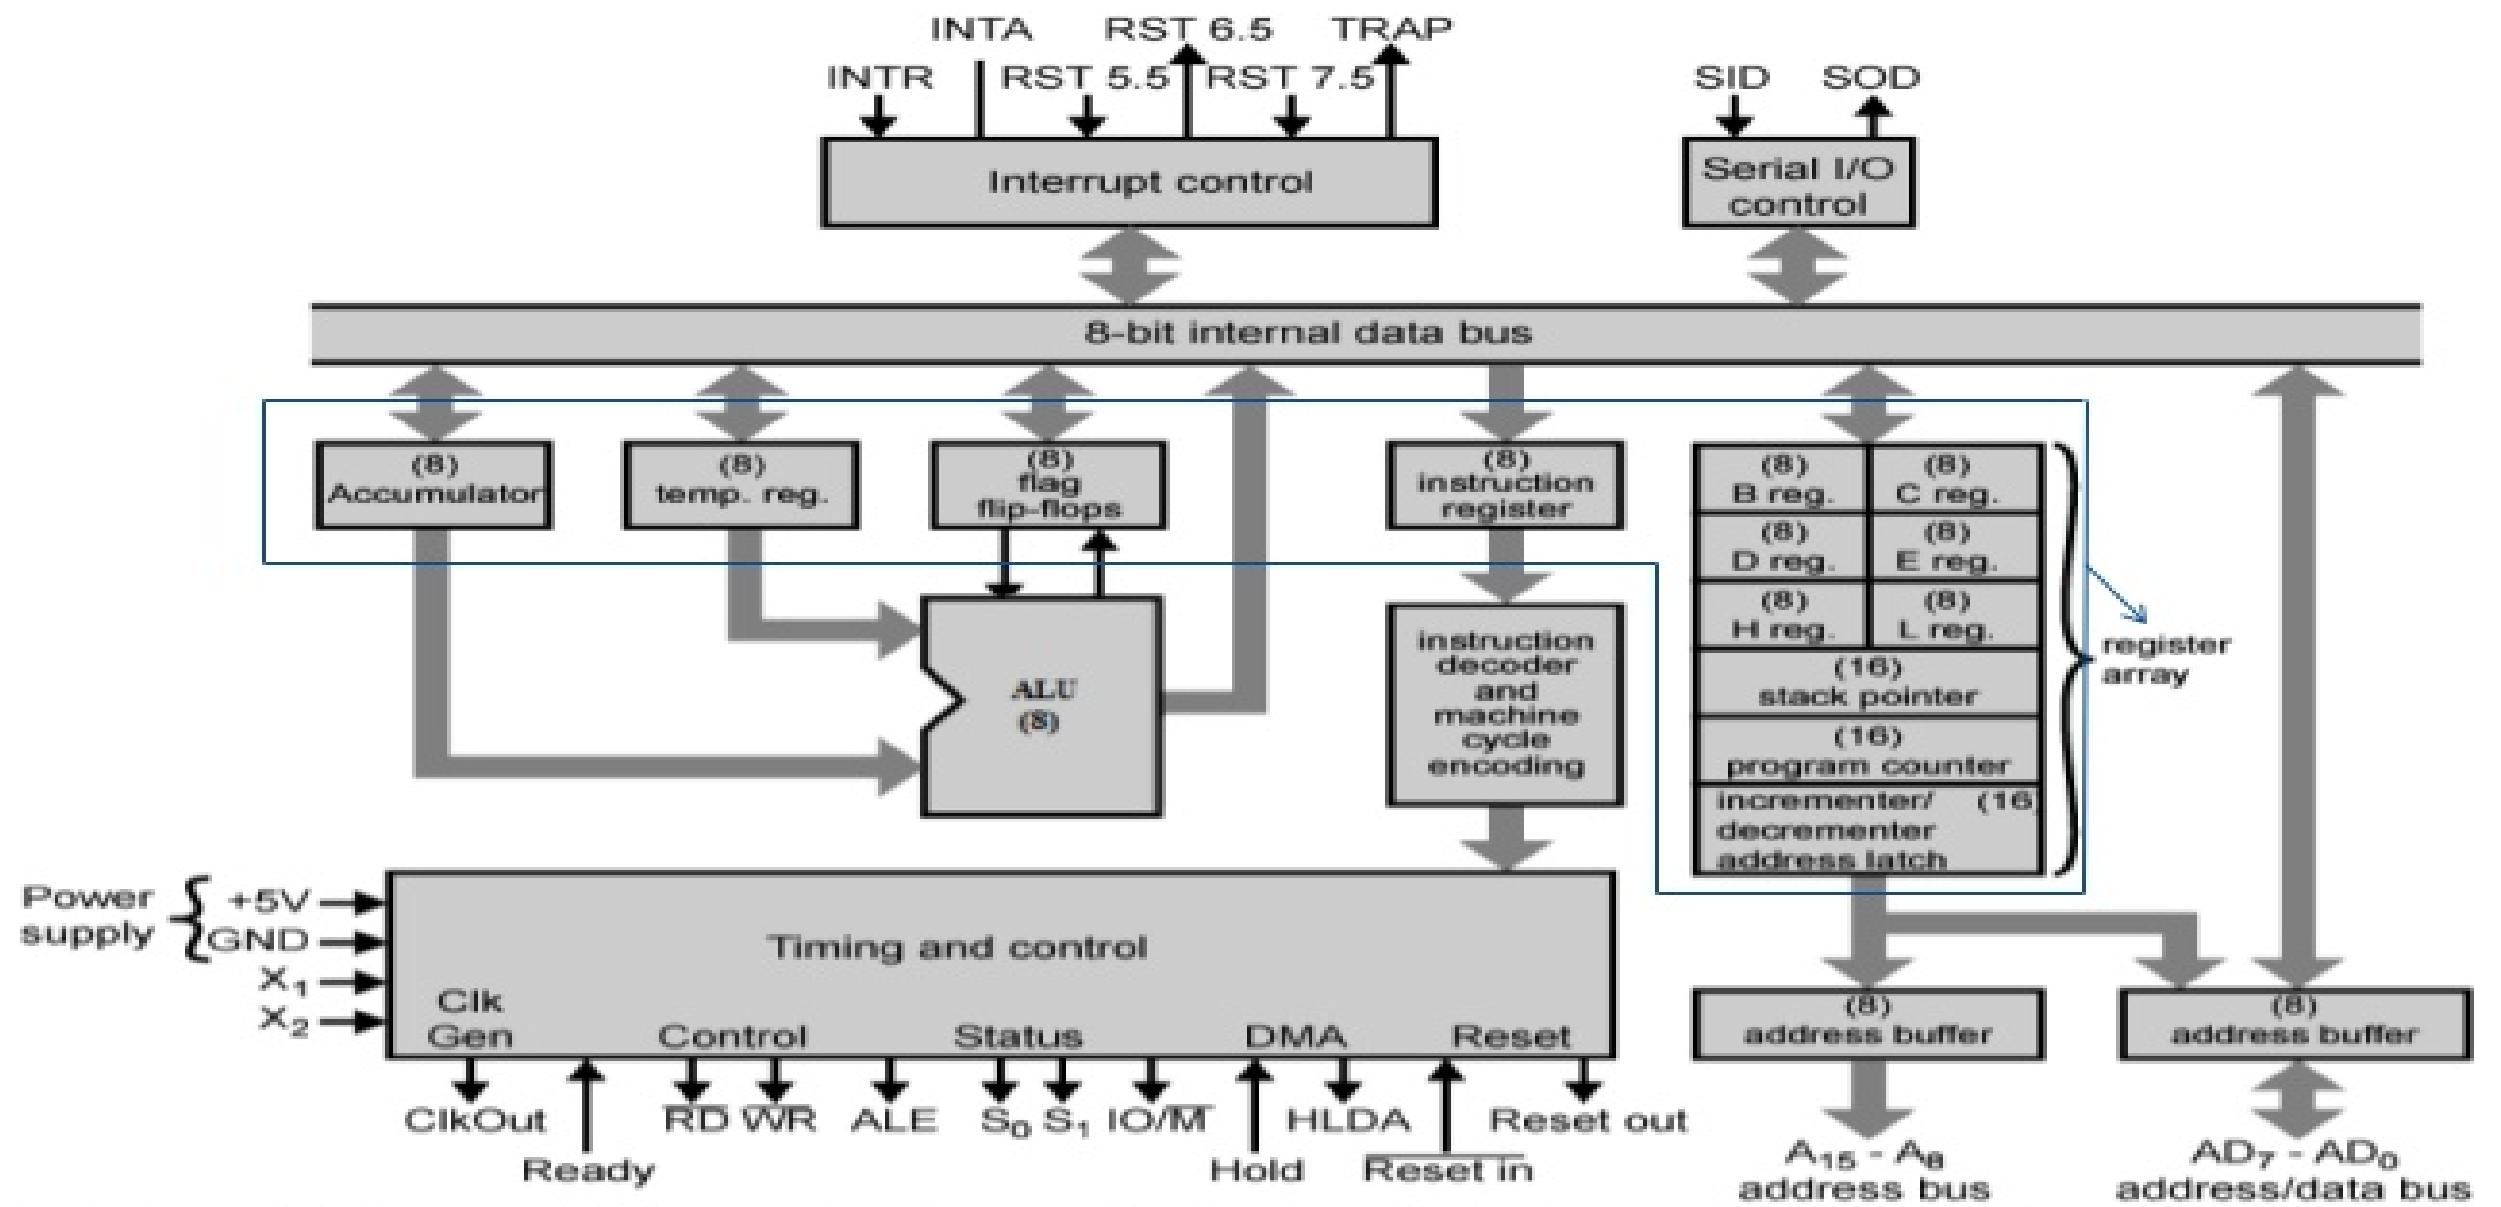 INTA RST 6.5 TRAP
INTR RST 5.5 RST 7.5 SID SOD
Interrupt control
Serial I/O
control
8-bit internal data bus
(8)
Accumulator
(8)
temp. reg.
(8)
flag
flip-flops
(8)
instruction
register
(8)
B reg.
(8)
C reg.
(8)
D reg.
(8)
E reg.
(8)
H reg.
(8)
L reg.
(16)
stack pointer
(16)
program counter
incrementer/ (16)
decrementer
address latch
register
array
ALU
(8)
instruction
decoder
and
machine
cycle
encoding
Power
supply
+5V
GND
X₁
X₂
Timing and control
Clk
Gen Control Status DMA Reset
ClkOut R̅D̅ W̅R̅ ALE S₀ S₁ IO/M̅ HLDA Reset out
Ready Hold R̅e̅s̅e̅t̅ i̅n̅
(8)
address buffer
(8)
address buffer
A₁₅ - A₈
address bus
AD₇ - AD₀
address/data bus